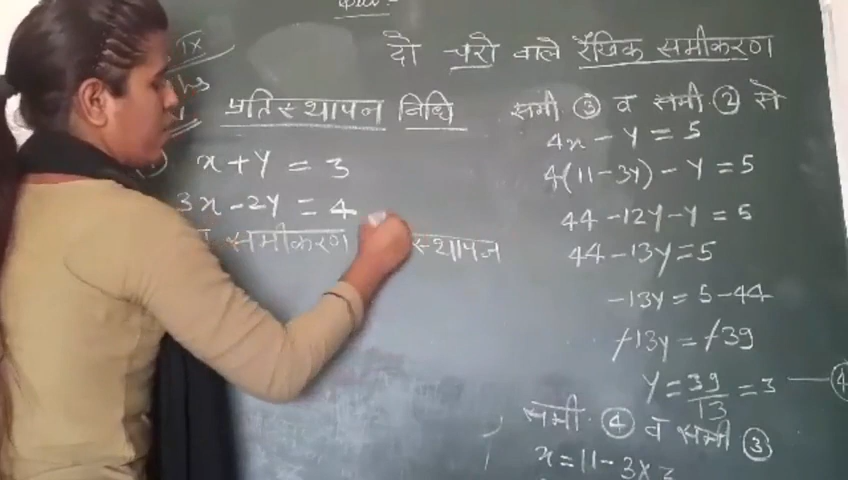 दो चरो वाले रैखिक समीकरण
प्रतिस्थापन विधि
x + y = 3
3x - 2y = 4
समीकरण
स्थापन
समी. ③ व समी. ② से
4x - y = 5
4(11-3y) - y = 5
44 - 12y - y = 5
44 - 13y = 5
-13y = 5 - 44
-13y = -39
y = 39/13 = 3 — ④
समी. ④ व समी. ③
x = 11 - 3×3